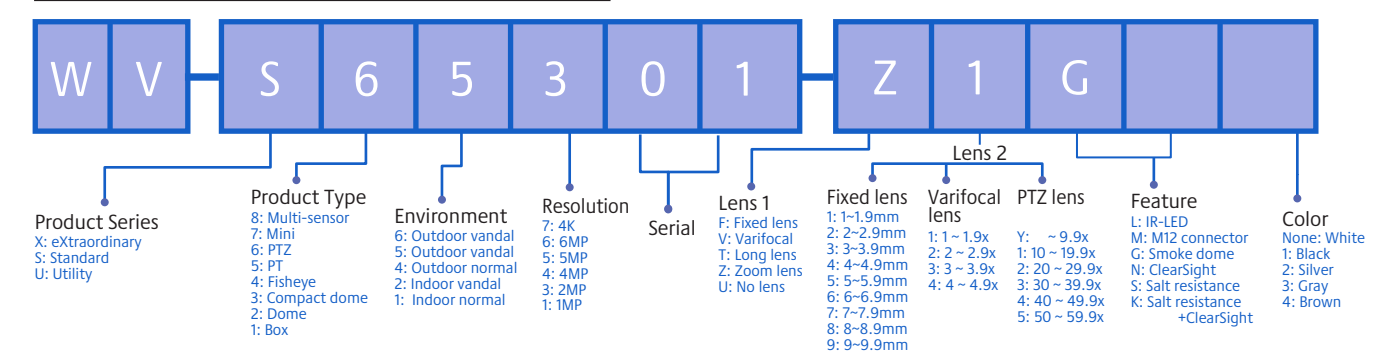 W V S 6 5 3 0 1 Z 1 G
Product Series
X: eXtraordinary
S: Standard
U: Utility
Product Type
8: Multi-sensor
7: Mini
6: PTZ
5: PT
4: Fisheye
3: Compact dome
2: Dome
1: Box
Environment
6: Outdoor vandal
5: Outdoor vandal
4: Outdoor normal
2: Indoor vandal
1: Indoor normal
Resolution
7: 4K
6: 6MP
5: 5MP
4: 4MP
3: 2MP
1: 1MP
Serial
Lens 1
F: Fixed lens
V: Varifocal
T: Long lens
Z: Zoom lens
U: No lens
Lens 2
Fixed lens
1: 1~1.9mm
2: 2~2.9mm
3: 3~3.9mm
4: 4~4.9mm
5: 5~5.9mm
6: 6~6.9mm
7: 7~7.9mm
8: 8~8.9mm
9: 9~9.9mm
Varifocal
lens
1: 1 ~ 1.9x
2: 2 ~ 2.9x
3: 3 ~ 3.9x
4: 4 ~ 4.9x
PTZ lens
Y: ~ 9.9x
1: 10 ~ 19.9x
2: 20 ~ 29.9x
3: 30 ~ 39.9x
4: 40 ~ 49.9x
5: 50 ~ 59.9x
Feature
L: IR-LED
M: M12 connector
G: Smoke dome
N: ClearSight
S: Salt resistance
K: Salt resistance
+ClearSight
Color
None: White
1: Black
2: Silver
3: Gray
4: Brown